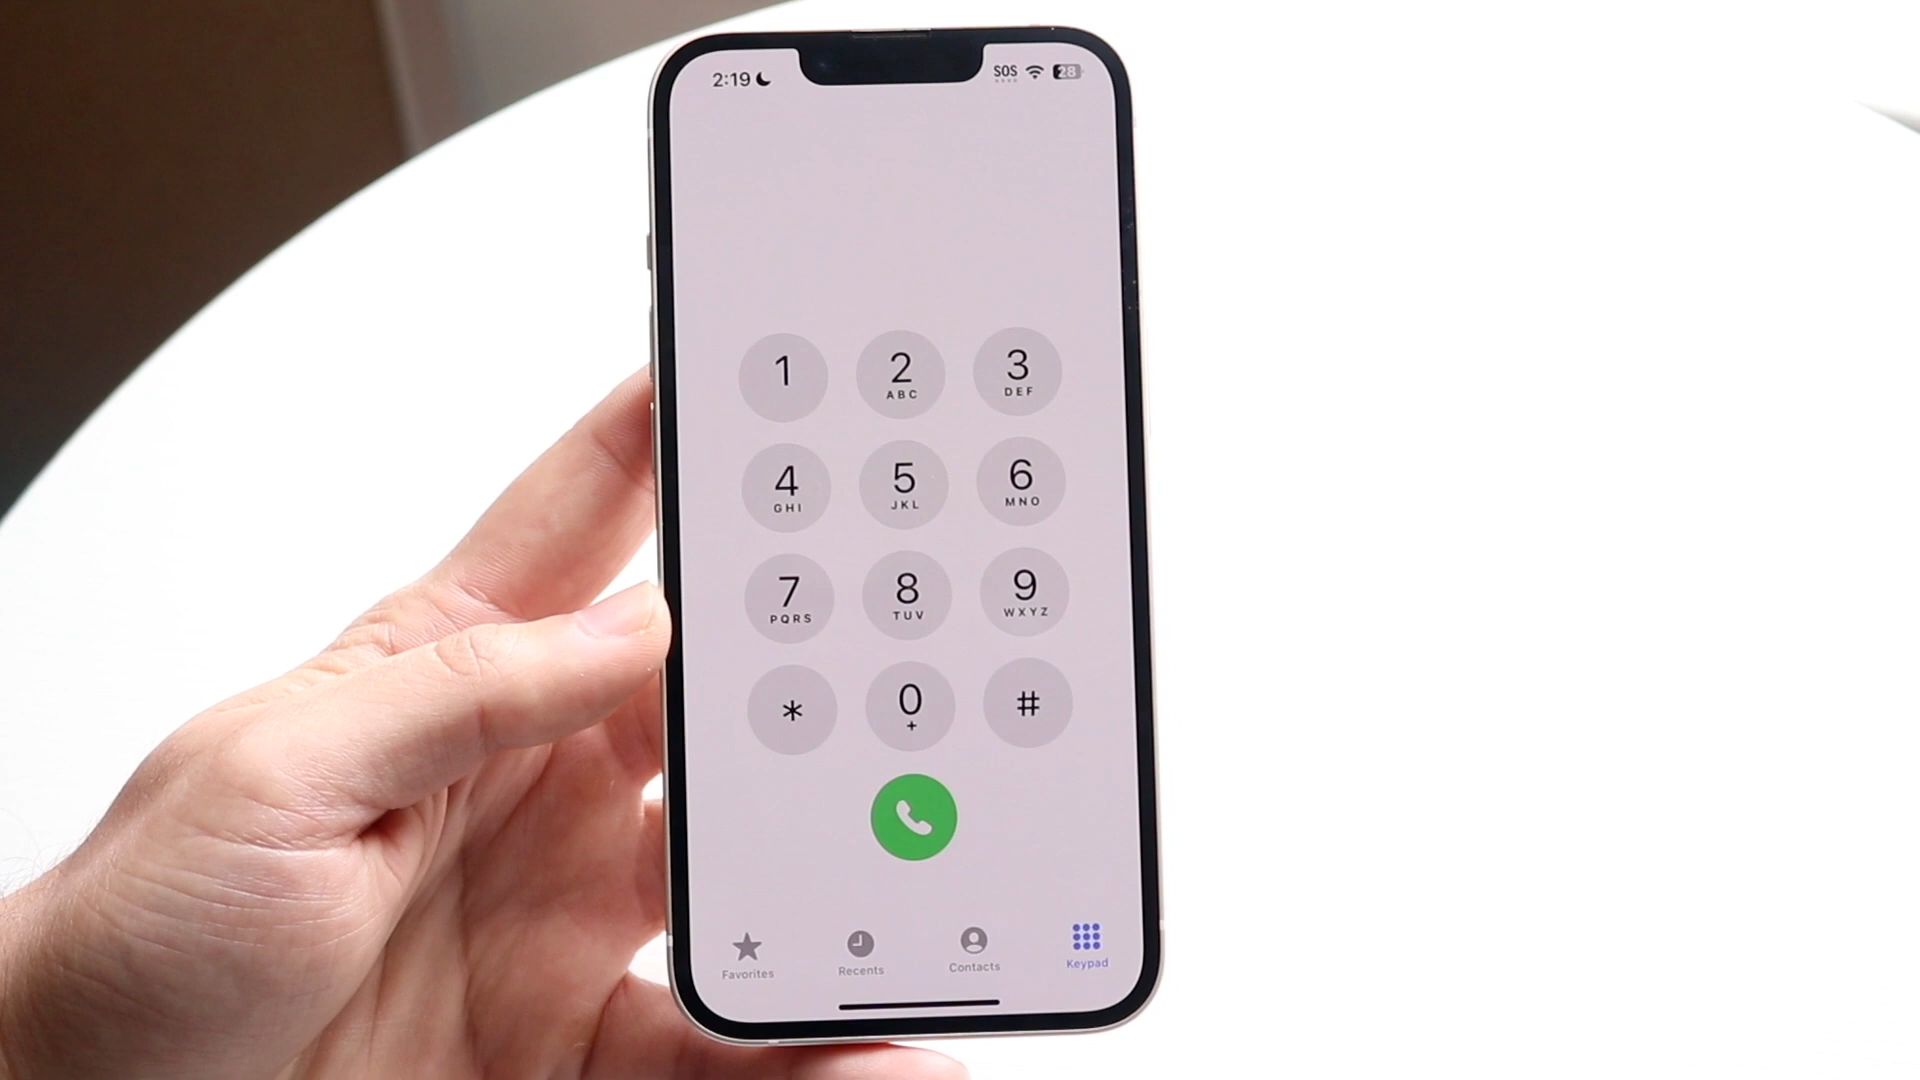 2:19 SOS 28
1 2 3
ABC DEF
4 5 6
GHI JKL MNO
7 8 9
PQRS TUV WXYZ
* 0 #
+
Favorites Recents Contacts Keypad